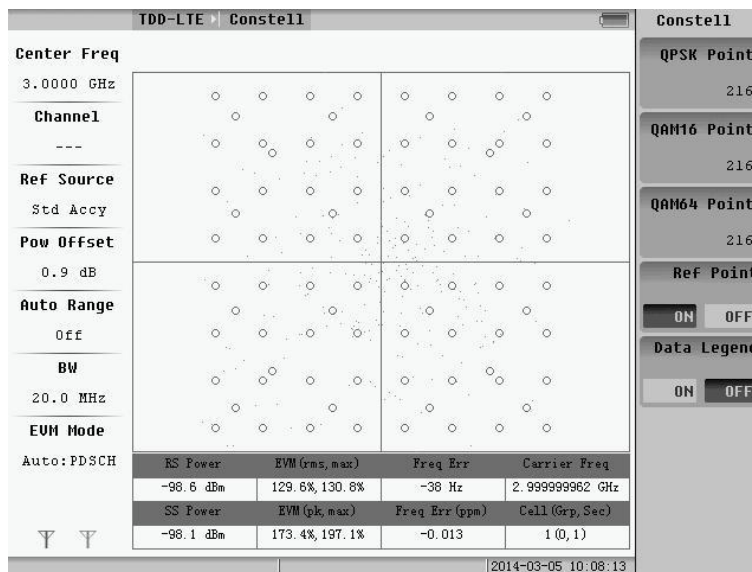 TDD-LTE Constell
Center Freq
3.0000 GHz
Channel
---
Ref Source
Std Accy
Pow Offset
0.9 dB
Auto Range
Off
BW
20.0 MHz
EVM Mode
Auto:PDSCH
RS Power EVM(rms,max) Freq Err Carrier Freq
-98.6 dBm 129.6%,130.8% -38 Hz 2.999999962 GHz
SS Power EVM(pk,max) Freq Err(ppm) Cell(Grp,Sec)
-98.1 dBm 173.4%,197.1% -0.013 1(0,1)
2014-03-05 10:08:13
Constell
QPSK Point
216
QAM16 Point
216
QAM64 Point
216
Ref Point
ON OFF
Data Legend
ON OFF